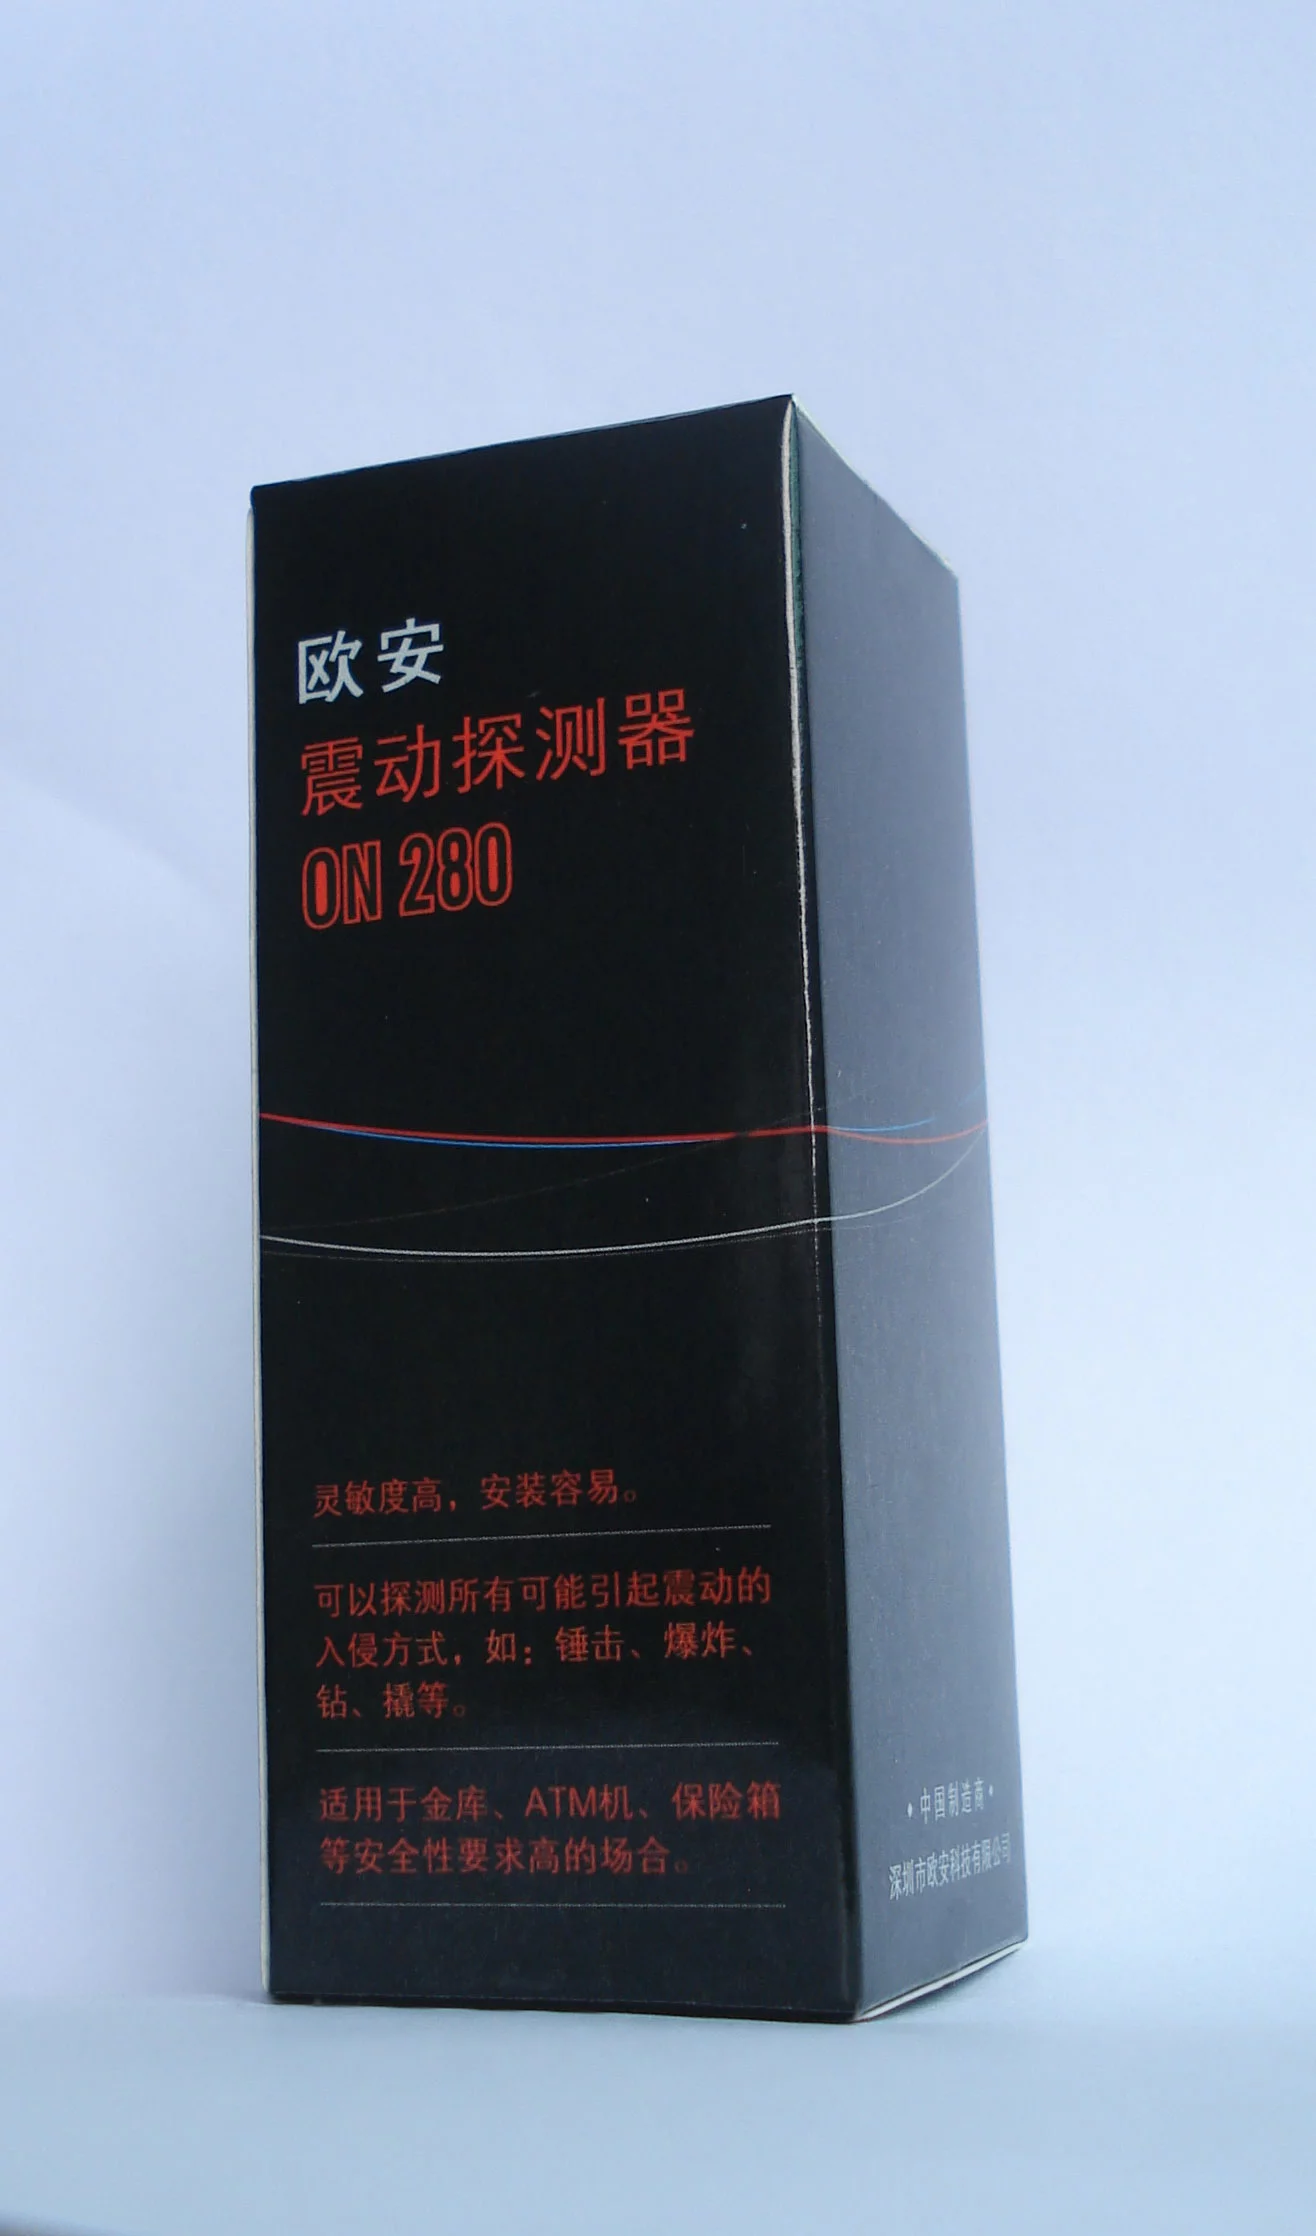 欧安
震动探测器
ON 280
灵敏度高，安装容易。
可以探测所有可能引起震动的
入侵方式，如：锤击、爆炸、
钻、撬等。
适用于金库、ATM机、保险箱
等安全性要求高的场合。
·中国制造商·
深圳市欧安科技有限公司